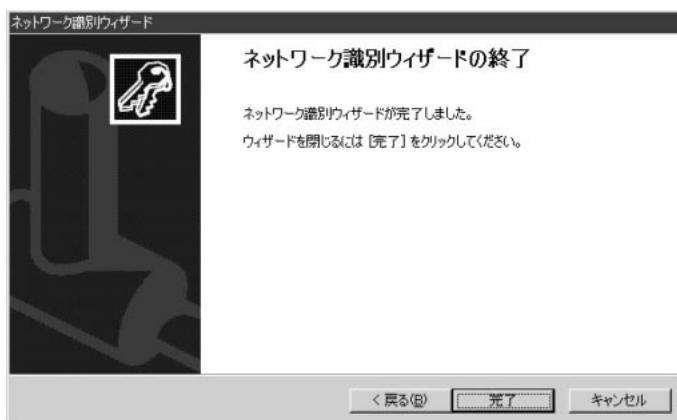 ネットワーク識別ウィザード
ネットワーク識別ウィザードの終了
ネットワーク識別ウィザードが完了しました。
ウィザードを閉じるには [完了] をクリックしてください。
< 戻る(B)
完了
キャンセル